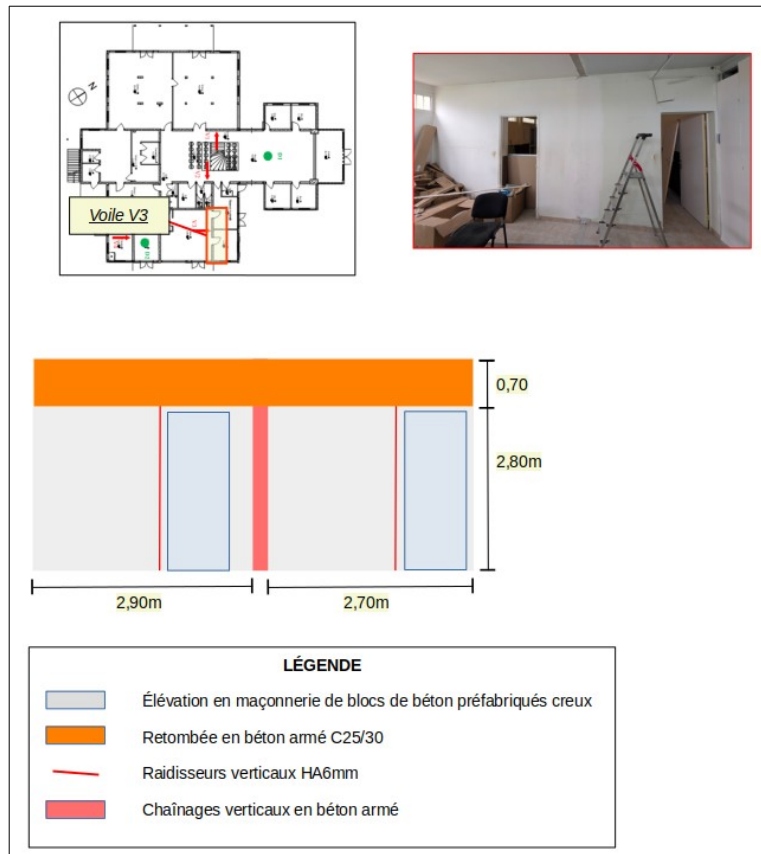 N
Voile V3
0,70
2,80m
2,90m
2,70m
LÉGENDE
Élévation en maçonnerie de blocs de béton préfabriqués creux
Retombée en béton armé C25/30
Raidisseurs verticaux HA6mm
Chaînages verticaux en béton armé